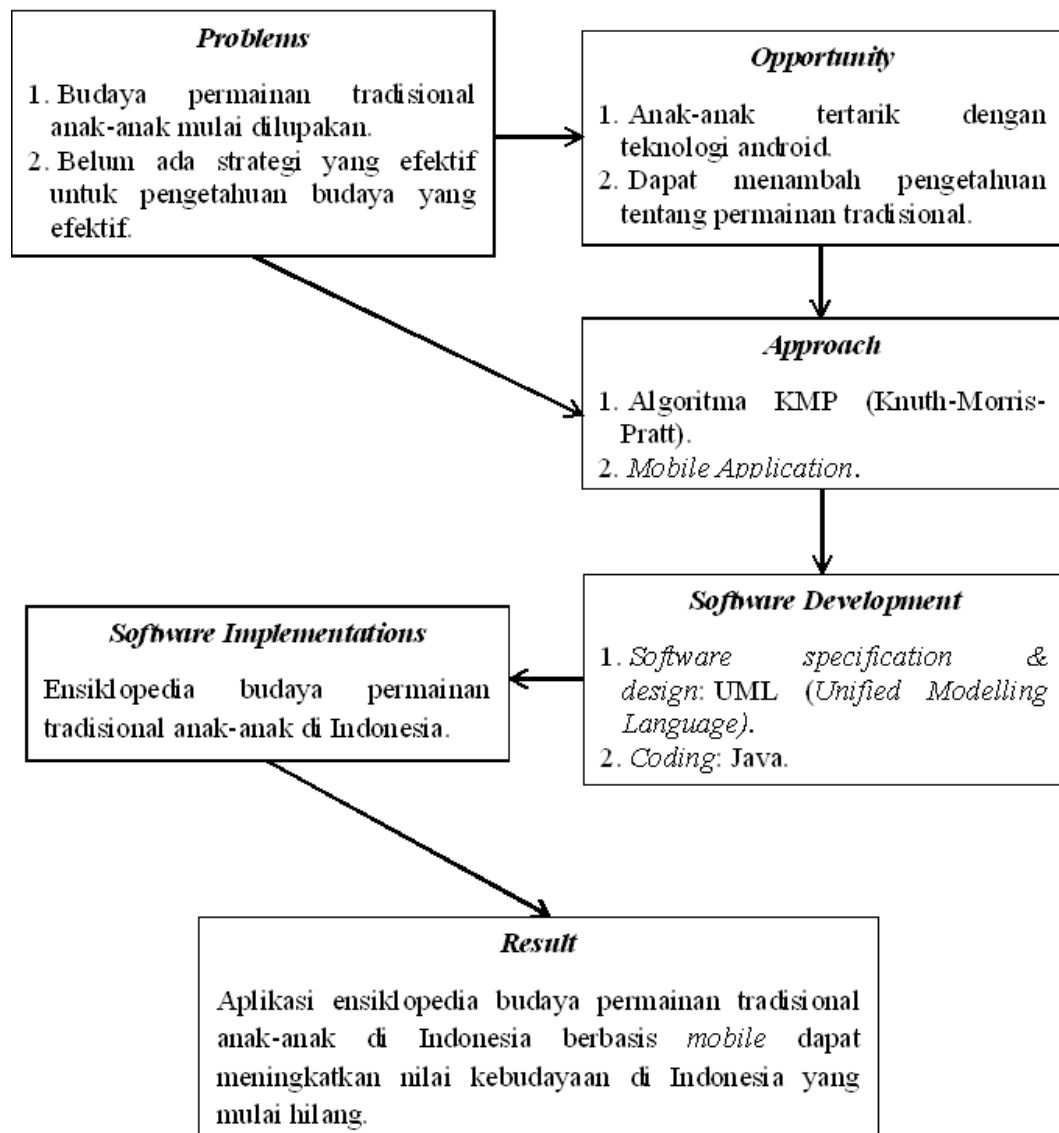 Problems
1. Budaya permainan tradisional
anak-anak mulai dilupakan.
2. Belum ada strategi yang efektif
untuk pengetahuan budaya yang
efektif.
Opportunity
1. Anak-anak tertarik dengan
teknologi android.
2. Dapat menambah pengetahuan
tentang permainan tradisional.
Approach
1. Algoritma KMP (Knuth-Morris-
Pratt).
2. Mobile Application.
Software Development
1. Software specification &
design: UML (Unified Modelling
Language).
2. Coding: Java.
Software Implementations
Ensiklopedia budaya permainan
tradisional anak-anak di Indonesia.
Result
Aplikasi ensiklopedia budaya permainan tradisional
anak-anak di Indonesia berbasis mobile dapat
meningkatkan nilai kebudayaan di Indonesia yang
mulai hilang.